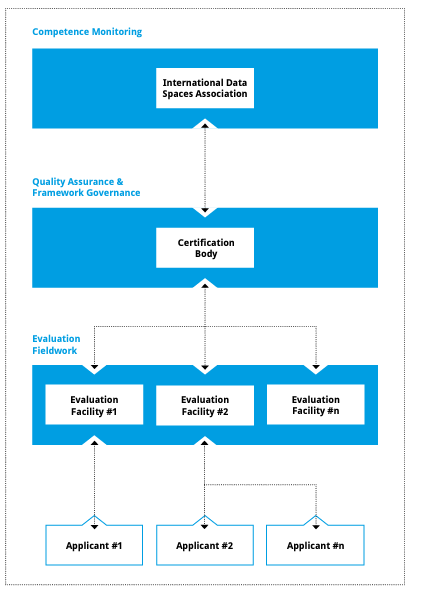 Competence Monitoring
International Data
Spaces Association
Quality Assurance &
Framework Governance
Certification
Body
Evaluation
Fieldwork
Evaluation
Facility #1
Evaluation
Facility #2
Evaluation
Facility #n
Applicant #1
Applicant #2
Applicant #n